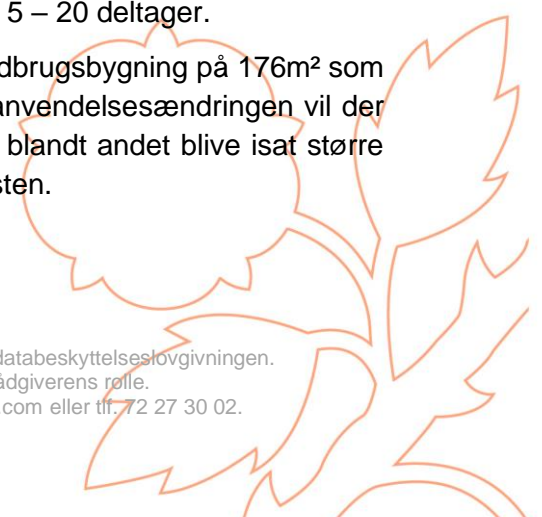 5 – 20 deltager.
dbrugsbygning på 176m² som
anvendelsesændringen vil der
blandt andet blive isat større
sten.
databeskyttelseslovgivningen.
ådgiverens rolle.
.com eller tlf. 72 27 30 02.